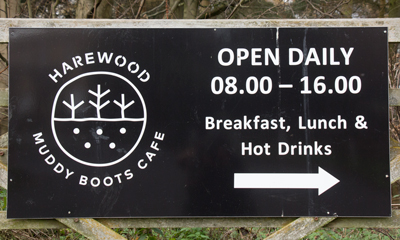 HAREWOOD
MUDDY BOOTS CAFE
OPEN DAILY
08.00 – 16.00
Breakfast, Lunch &
Hot Drinks